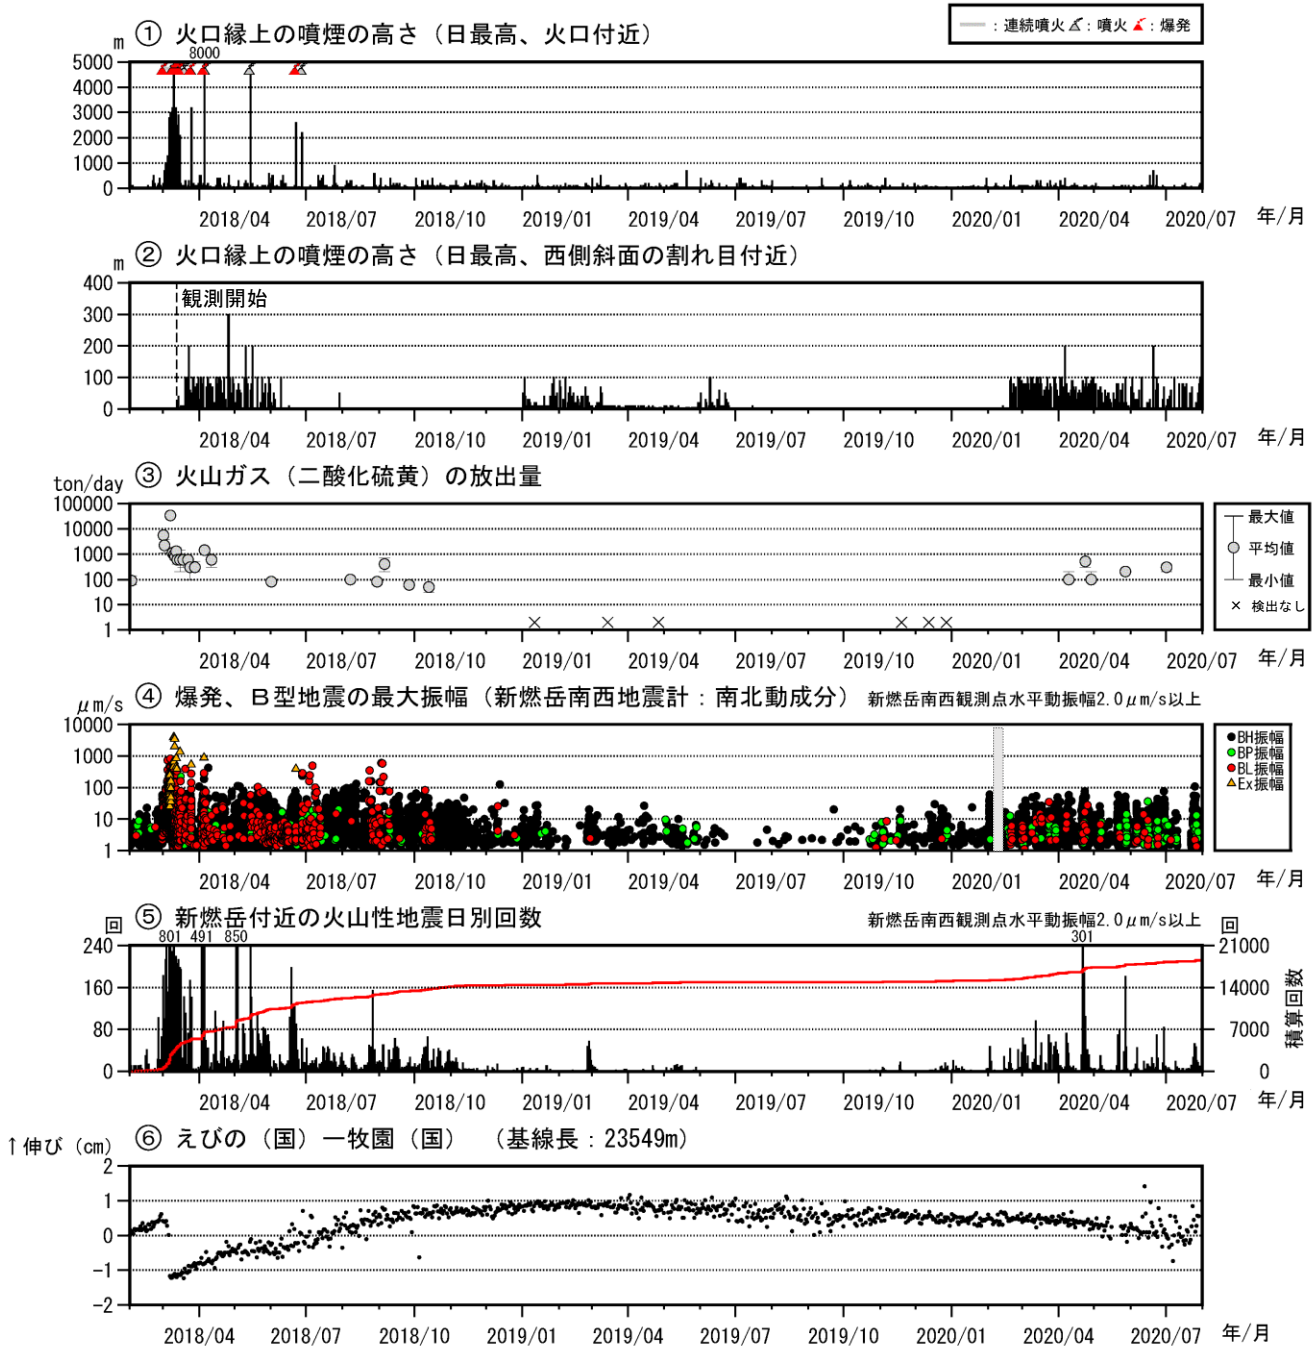 ① 火口縁上の噴煙の高さ（日最高、火口付近）
：連続噴火 ：噴火 ：爆発
m
8000
5000
4000
3000
2000
1000
0
2018/04 2018/07 2018/10 2019/01 2019/04 2019/07 2019/10 2020/01 2020/04 2020/07 年/月
② 火口縁上の噴煙の高さ（日最高、西側斜面の割れ目付近）
m
400
観測開始
300
200
100
0
2018/04 2018/07 2018/10 2019/01 2019/04 2019/07 2019/10 2020/01 2020/04 2020/07 年/月
③ 火山ガス（二酸化硫黄）の放出量
ton/day
100000
10000
1000
100
10
1
最大値
平均値
最小値
× 検出なし
2018/04 2018/07 2018/10 2019/01 2019/04 2019/07 2019/10 2020/01 2020/04 2020/07 年/月
④ 爆発、B型地震の最大振幅（新燃岳南西地震計：南北動成分） 新燃岳南西観測点水平動振幅2.0μm/s以上
μm/s
10000
1000
100
10
1
BH振幅
BP振幅
BL振幅
Ex振幅
2018/04 2018/07 2018/10 2019/01 2019/04 2019/07 2019/10 2020/01 2020/04 2020/07 年/月
⑤ 新燃岳付近の火山性地震日別回数 新燃岳南西観測点水平動振幅2.0μm/s以上
回 回
801 491 850 301
240 21000
160 14000
80 7000
0 0
積算回数
2018/04 2018/07 2018/10 2019/01 2019/04 2019/07 2019/10 2020/01 2020/04 2020/07 年/月
⑥ えびの（国）ー牧園（国） （基線長：23549m）
↑伸び（cm）
2
1
0
-1
-2
2018/04 2018/07 2018/10 2019/01 2019/04 2019/07 2019/10 2020/01 2020/04 2020/07 年/月